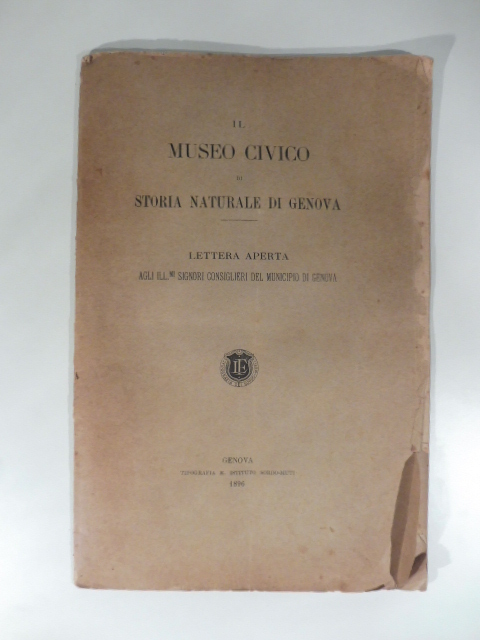 IL
MUSEO CIVICO
DI
STORIA NATURALE DI GENOVA
LETTERA APERTA
AGLI ILL.MI SIGNORI CONSIGLIERI DEL MUNICIPIO DI GENOVA
GENOVA
TIPOGRAFIA R. ISTITUTO SORDO-MUTI
1896